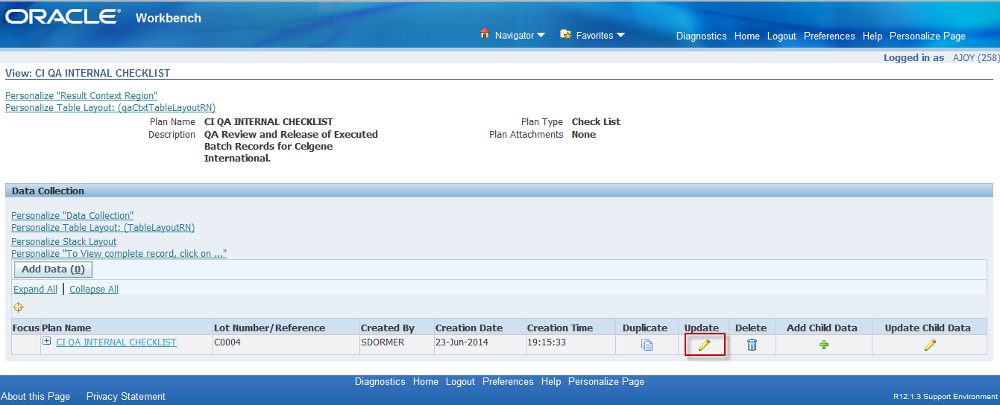 ORACLE® Workbench
Navigator Favorites Diagnostics Home Logout Preferences Help Personalize Page
Logged in as AJOY (258)
View: CI QA INTERNAL CHECKLIST
Personalize "Result Context Region"
Personalize Table Layout: (qaCtxtTableLayoutRN)
Plan Name CI QA INTERNAL CHECKLIST Plan Type Check List
Description QA Review and Release of Executed Plan Attachments None
Batch Records for Celgene
International.
Data Collection
Personalize "Data Collection"
Personalize Table Layout: (TableLayoutRN)
Personalize Stack Layout
Personalize "To View complete record, click on ..."
Add Data (0)
Expand All Collapse All
Focus Plan Name Lot Number/Reference Created By Creation Date Creation Time Duplicate Update Delete Add Child Data Update Child Data
CI QA INTERNAL CHECKLIST C0004 SDORMER 23-Jun-2014 19:15:33
Diagnostics Home Logout Preferences Help Personalize Page
About this Page Privacy Statement R12.1.3 Support Environment